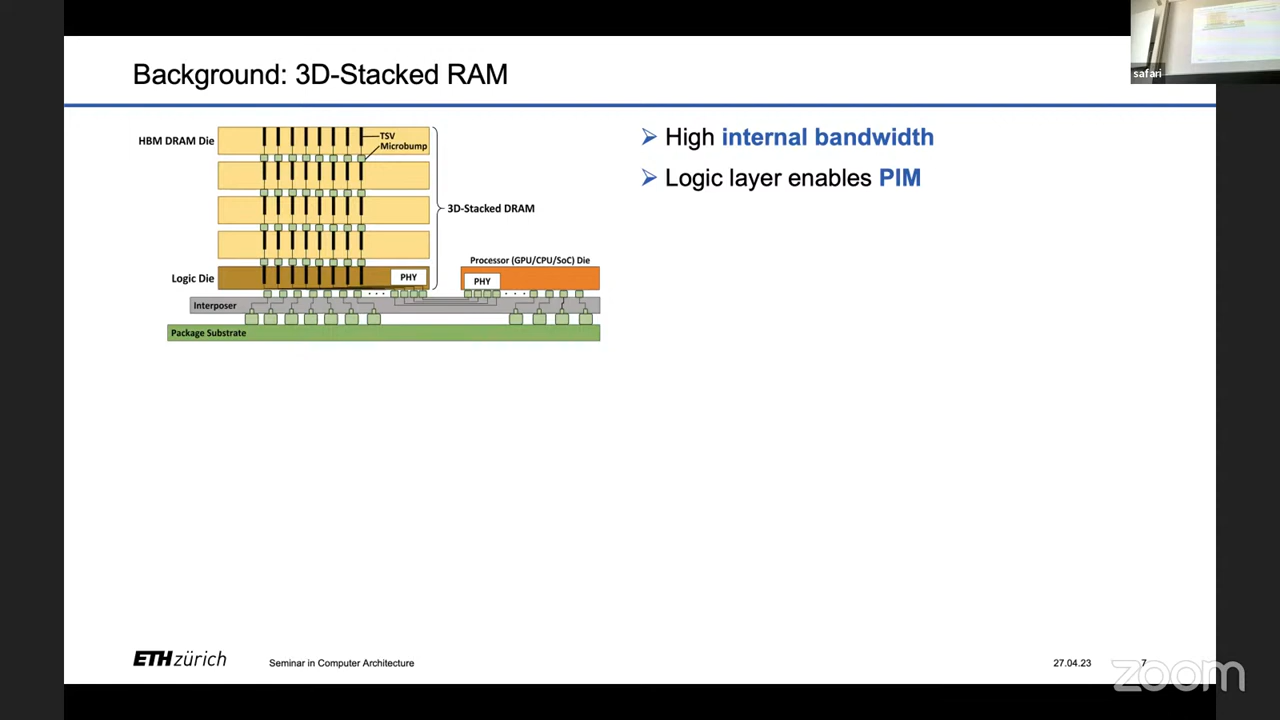 safari
Background: 3D-Stacked RAM
HBM DRAM Die
TSV
Microbump
3D-Stacked DRAM
Logic Die
PHY
Processor (GPU/CPU/SoC) Die
PHY
Interposer
Package Substrate
➢ High internal bandwidth
➢ Logic layer enables PIM
ETH zürich
Seminar in Computer Architecture
27.04.23
7
zoom